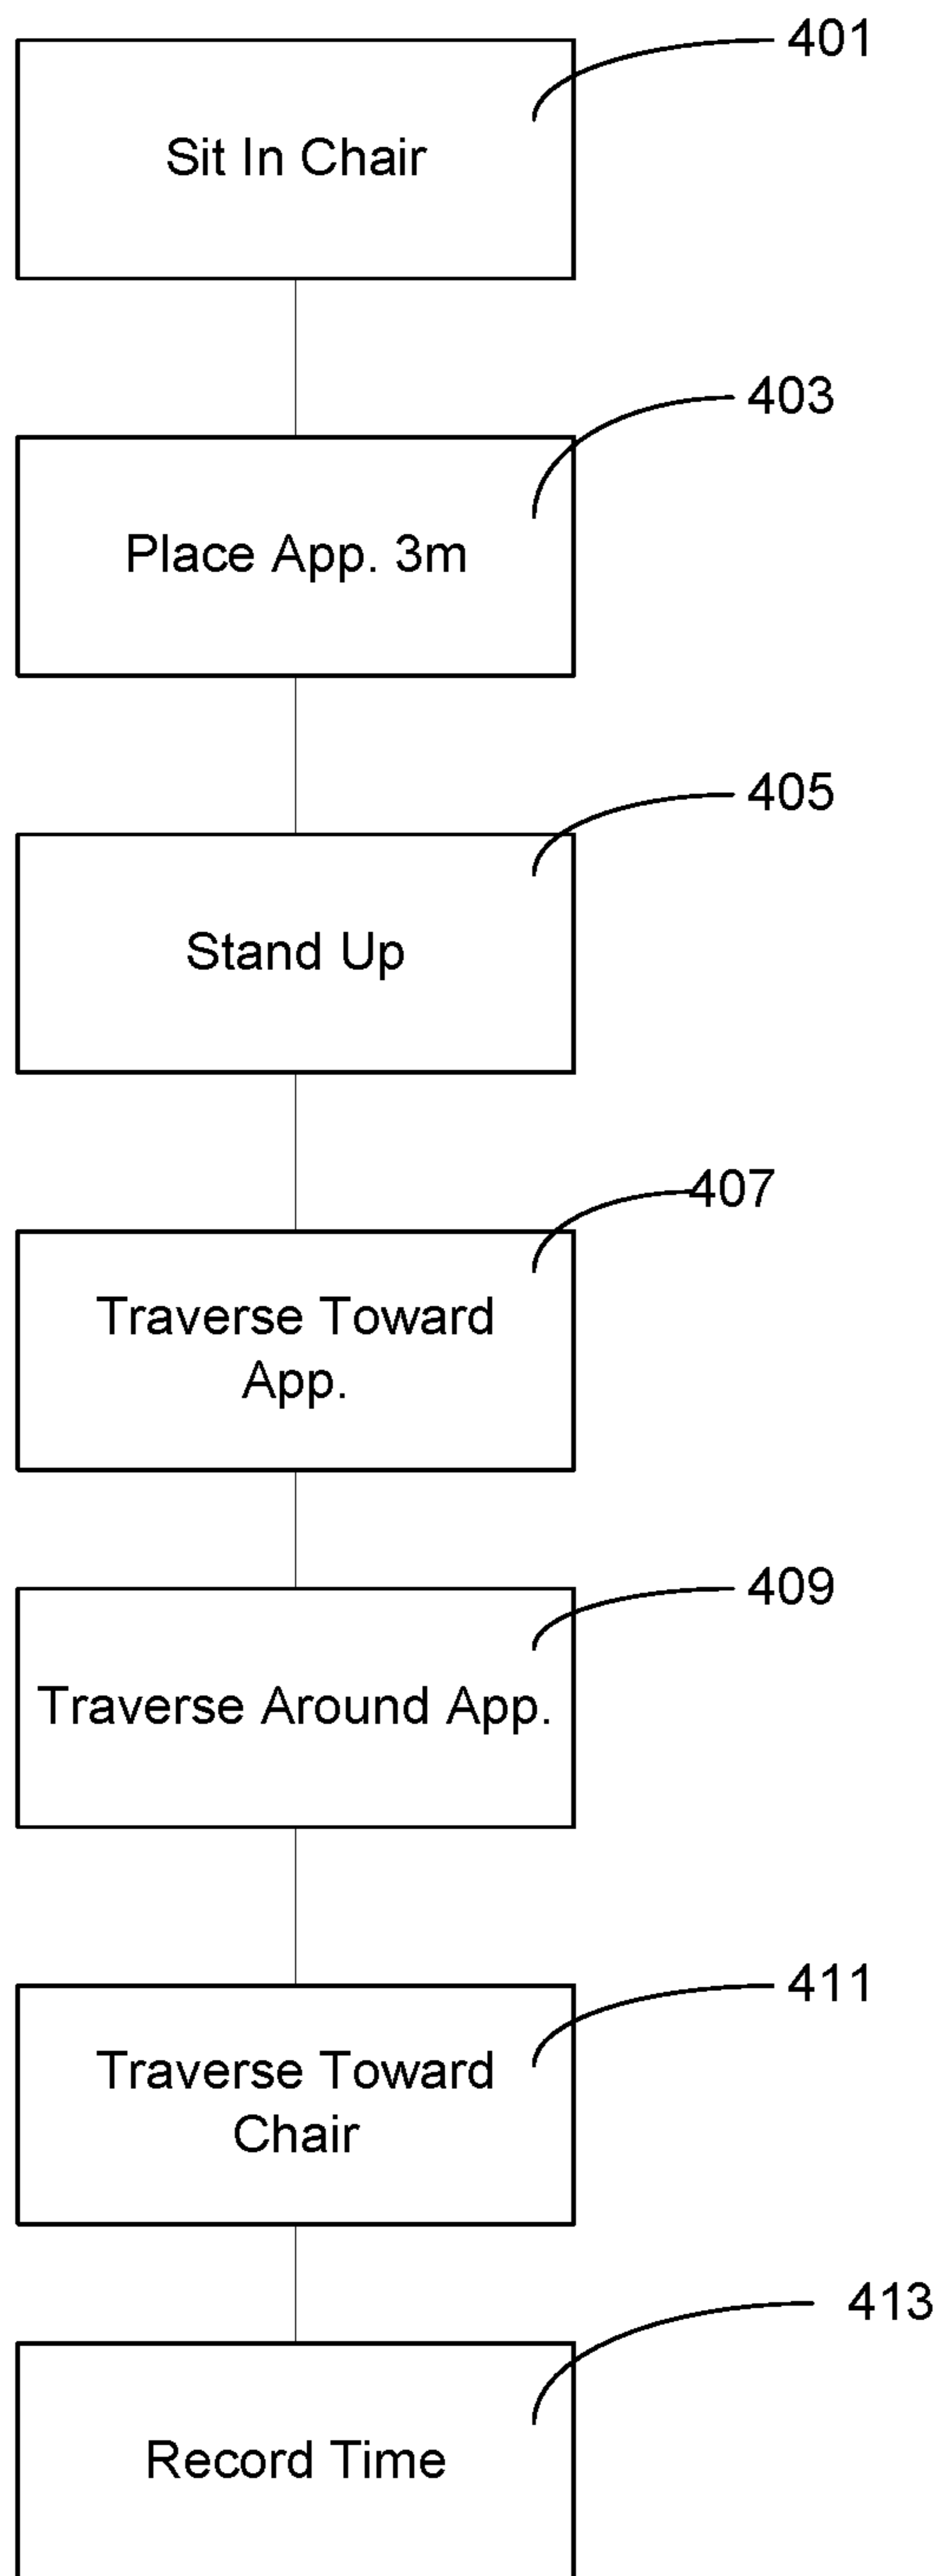 401
Sit In Chair
403
Place App. 3m
405
Stand Up
407
Traverse Toward
App.
409
Traverse Around App.
411
Traverse Toward
Chair
413
Record Time